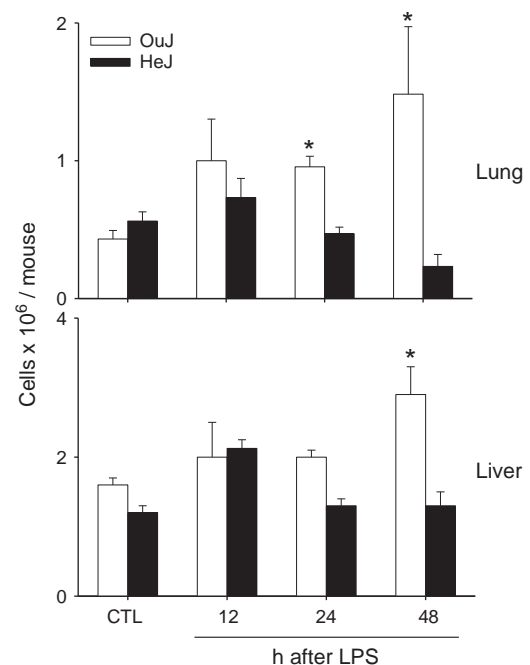 2
*
OuJ
HeJ
*
1
Lung
0
Cells x 10⁶ / mouse
4
*
2
Liver
0
CTL 12 24 48
h after LPS